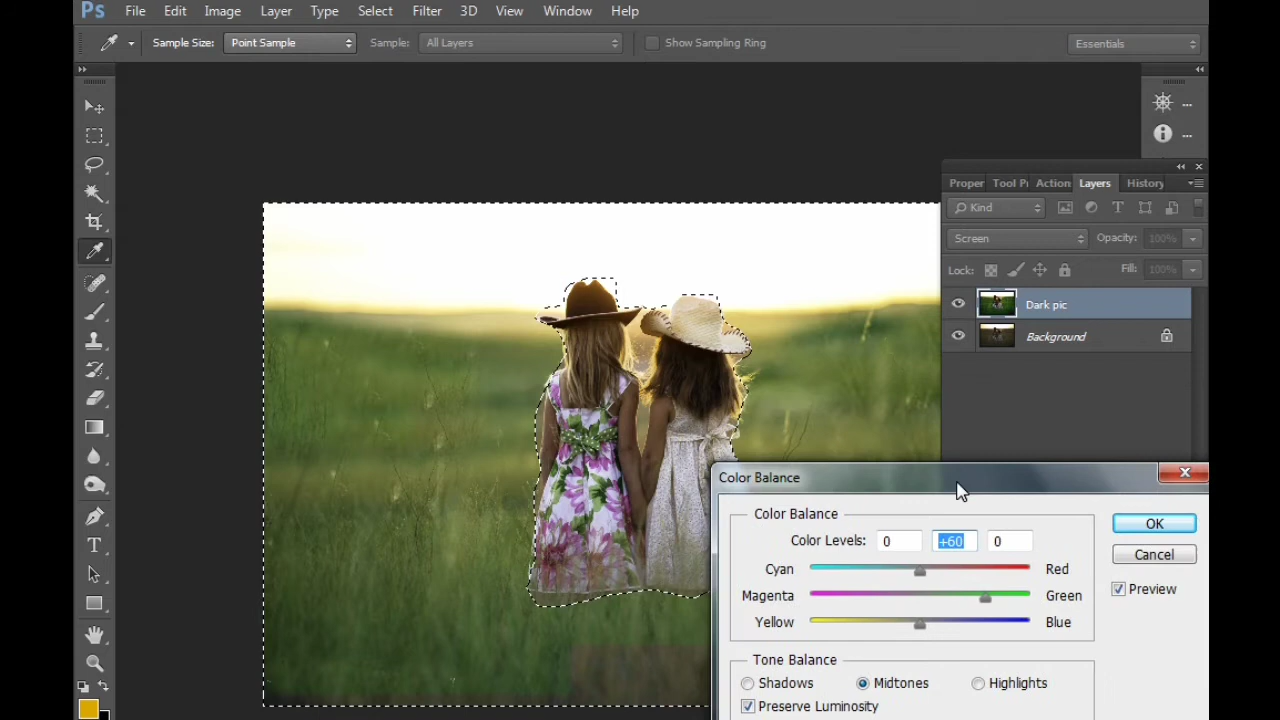 Ps File Edit Image Layer Type Select Filter 3D View Window Help
Sample Size: Point Sample Sample: All Layers Show Sampling Ring Essentials
Proper Tool Pr Action Layers History
Kind
Screen Opacity: 100%
Lock: Fill: 100%
Dark pic
Background
Color Balance
Color Balance
Color Levels: 0 +60 0
Cyan Red
Magenta Green
Yellow Blue
OK
Cancel
Preview
Tone Balance
Shadows Midtones Highlights
Preserve Luminosity
T